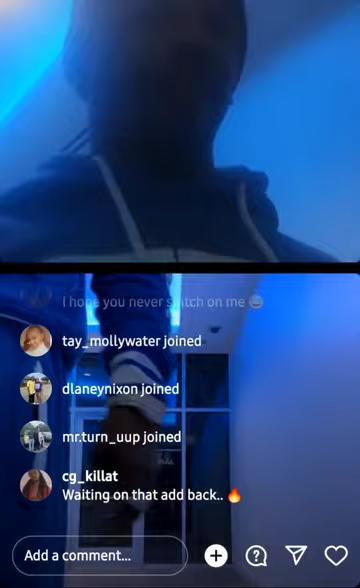 I hope you never switch on me 😄
tay_mollywater joined
dlaneynixon joined
mr.turn_uup joined
cg_killat
Waiting on that add back.. 🔥
Add a comment...